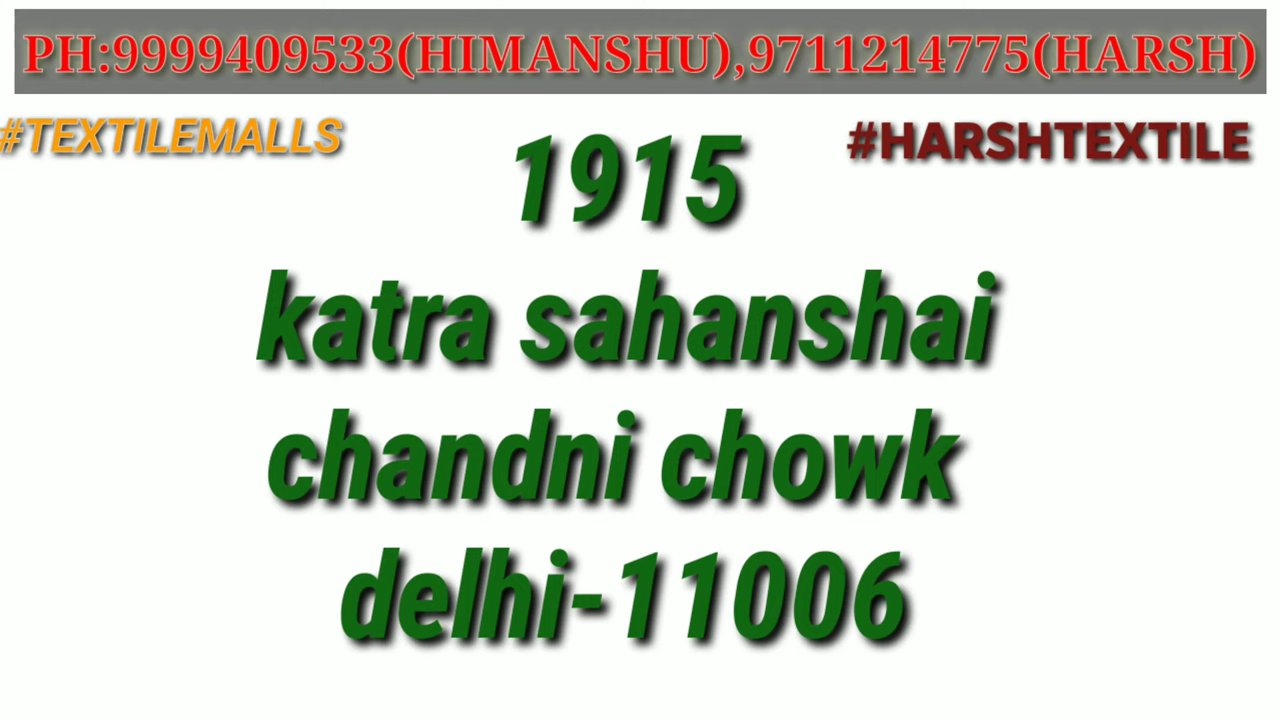 PH:9999409533(HIMANSHU),9711214775(HARSH)
#TEXTILEMALLS
#HARSHTEXTILE
1915
katra sahanshai
chandni chowk
delhi-11006